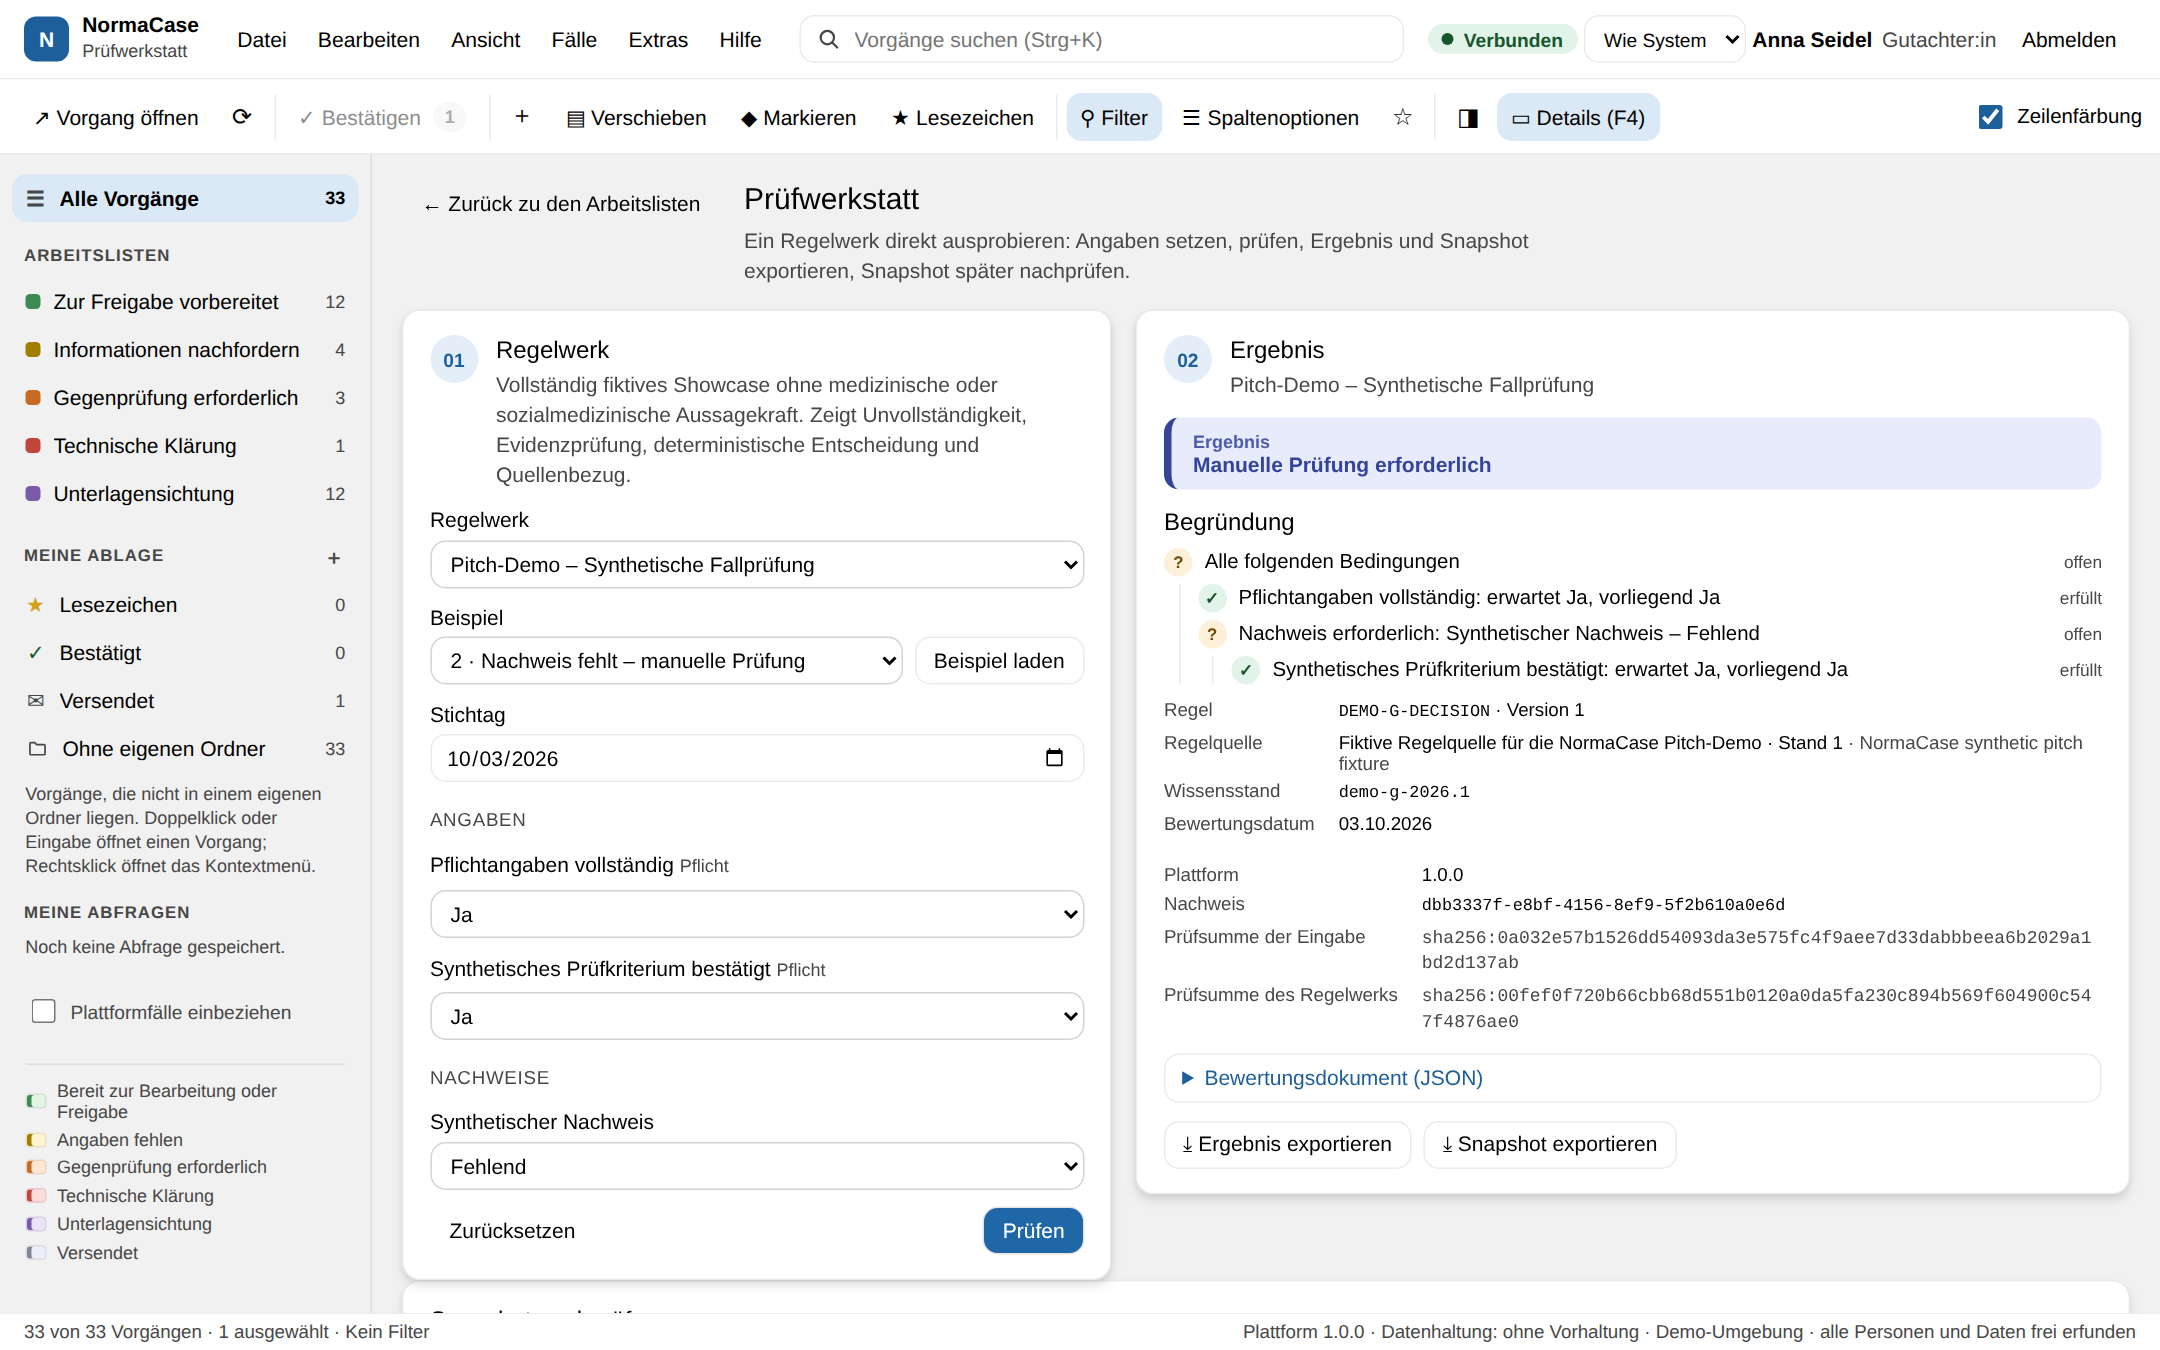 N
NormaCase
Prüfwerkstatt
Datei
Bearbeiten
Ansicht
Fälle
Extras
Hilfe
Vorgänge suchen (Strg+K)
Verbunden
Wie System
Anna Seidel Gutachter:in
Abmelden
↗ Vorgang öffnen
⟳
✓ Bestätigen 1
+
▤ Verschieben
◆ Markieren
★ Lesezeichen
⚲ Filter
☰ Spaltenoptionen
☆
◨
▭ Details (F4)
Zeilenfärbung
☰ Alle Vorgänge 33
ARBEITSLISTEN
Zur Freigabe vorbereitet 12
Informationen nachfordern 4
Gegenprüfung erforderlich 3
Technische Klärung 1
Unterlagensichtung 12
MEINE ABLAGE +
★ Lesezeichen 0
✓ Bestätigt 0
✉ Versendet 1
Ohne eigenen Ordner 33
Vorgänge, die nicht in einem eigenen
Ordner liegen. Doppelklick oder
Eingabe öffnet einen Vorgang;
Rechtsklick öffnet das Kontextmenü.
MEINE ABFRAGEN
Noch keine Abfrage gespeichert.
Plattformfälle einbeziehen
Bereit zur Bearbeitung oder
Freigabe
Angaben fehlen
Gegenprüfung erforderlich
Technische Klärung
Unterlagensichtung
Versendet
← Zurück zu den Arbeitslisten
Prüfwerkstatt
Ein Regelwerk direkt ausprobieren: Angaben setzen, prüfen, Ergebnis und Snapshot
exportieren, Snapshot später nachprüfen.
01
Regelwerk
Vollständig fiktives Showcase ohne medizinische oder
sozialmedizinische Aussagekraft. Zeigt Unvollständigkeit,
Evidenzprüfung, deterministische Entscheidung und
Quellenbezug.
Regelwerk
Pitch-Demo – Synthetische Fallprüfung
Beispiel
2 · Nachweis fehlt – manuelle Prüfung
Beispiel laden
Stichtag
10/03/2026
ANGABEN
Pflichtangaben vollständig Pflicht
Ja
Synthetisches Prüfkriterium bestätigt Pflicht
Ja
NACHWEISE
Synthetischer Nachweis
Fehlend
Zurücksetzen
Prüfen
02
Ergebnis
Pitch-Demo – Synthetische Fallprüfung
Ergebnis
Manuelle Prüfung erforderlich
Begründung
? Alle folgenden Bedingungen offen
✓ Pflichtangaben vollständig: erwartet Ja, vorliegend Ja erfüllt
? Nachweis erforderlich: Synthetischer Nachweis – Fehlend offen
✓ Synthetisches Prüfkriterium bestätigt: erwartet Ja, vorliegend Ja erfüllt
Regel DEMO-G-DECISION · Version 1
Regelquelle Fiktive Regelquelle für die NormaCase Pitch-Demo · Stand 1 · NormaCase synthetic pitch
fixture
Wissensstand demo-g-2026.1
Bewertungsdatum 03.10.2026
Plattform 1.0.0
Nachweis dbb3337f-e8bf-4156-8ef9-5f2b610a0e6d
Prüfsumme der Eingabe sha256:0a032e57b1526dd54093da3e575fc4f9aee7d33dabbbeea6b2029a1
bd2d137ab
Prüfsumme des Regelwerks sha256:00fef0f720b66cbb68d551b0120a0da5fa230c894b569f604900c54
7f4876ae0
▶ Bewertungsdokument (JSON)
⤓ Ergebnis exportieren
⤓ Snapshot exportieren
33 von 33 Vorgängen · 1 ausgewählt · Kein Filter
Plattform 1.0.0 · Datenhaltung: ohne Vorhaltung · Demo-Umgebung · alle Personen und Daten frei erfunden